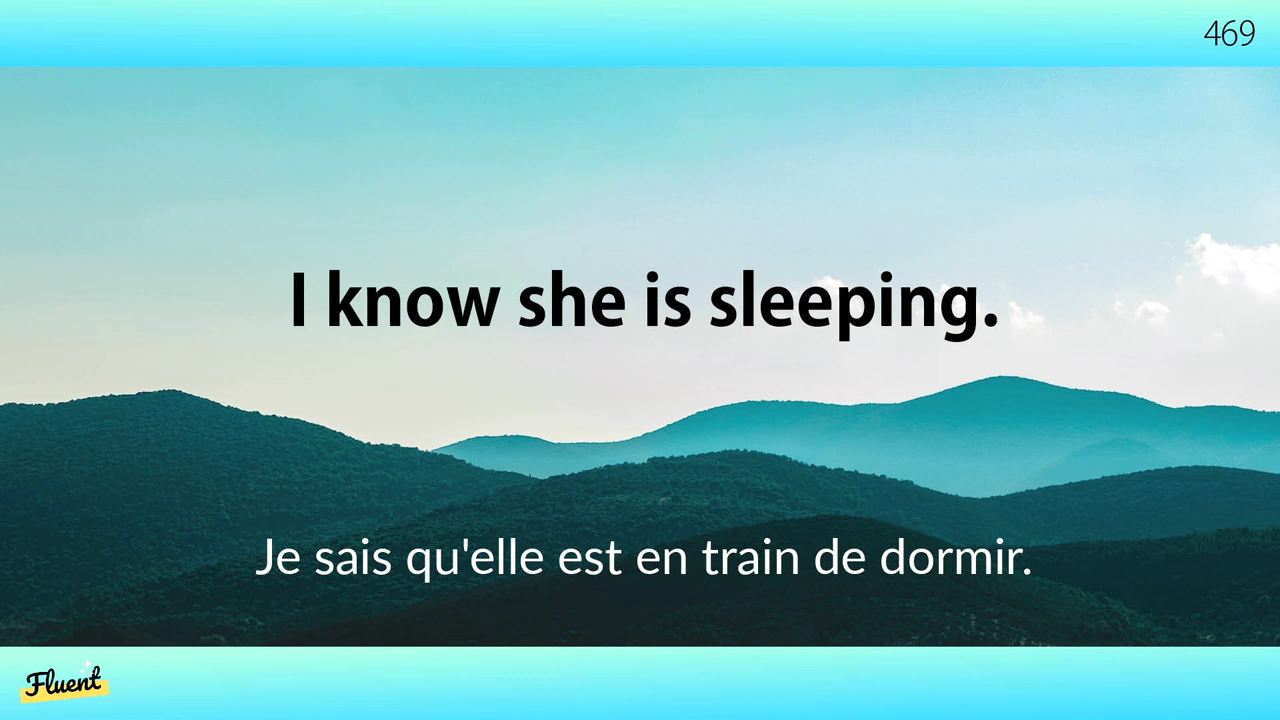 469
I know she is sleeping.
Je sais qu'elle est en train de dormir.
Fluent